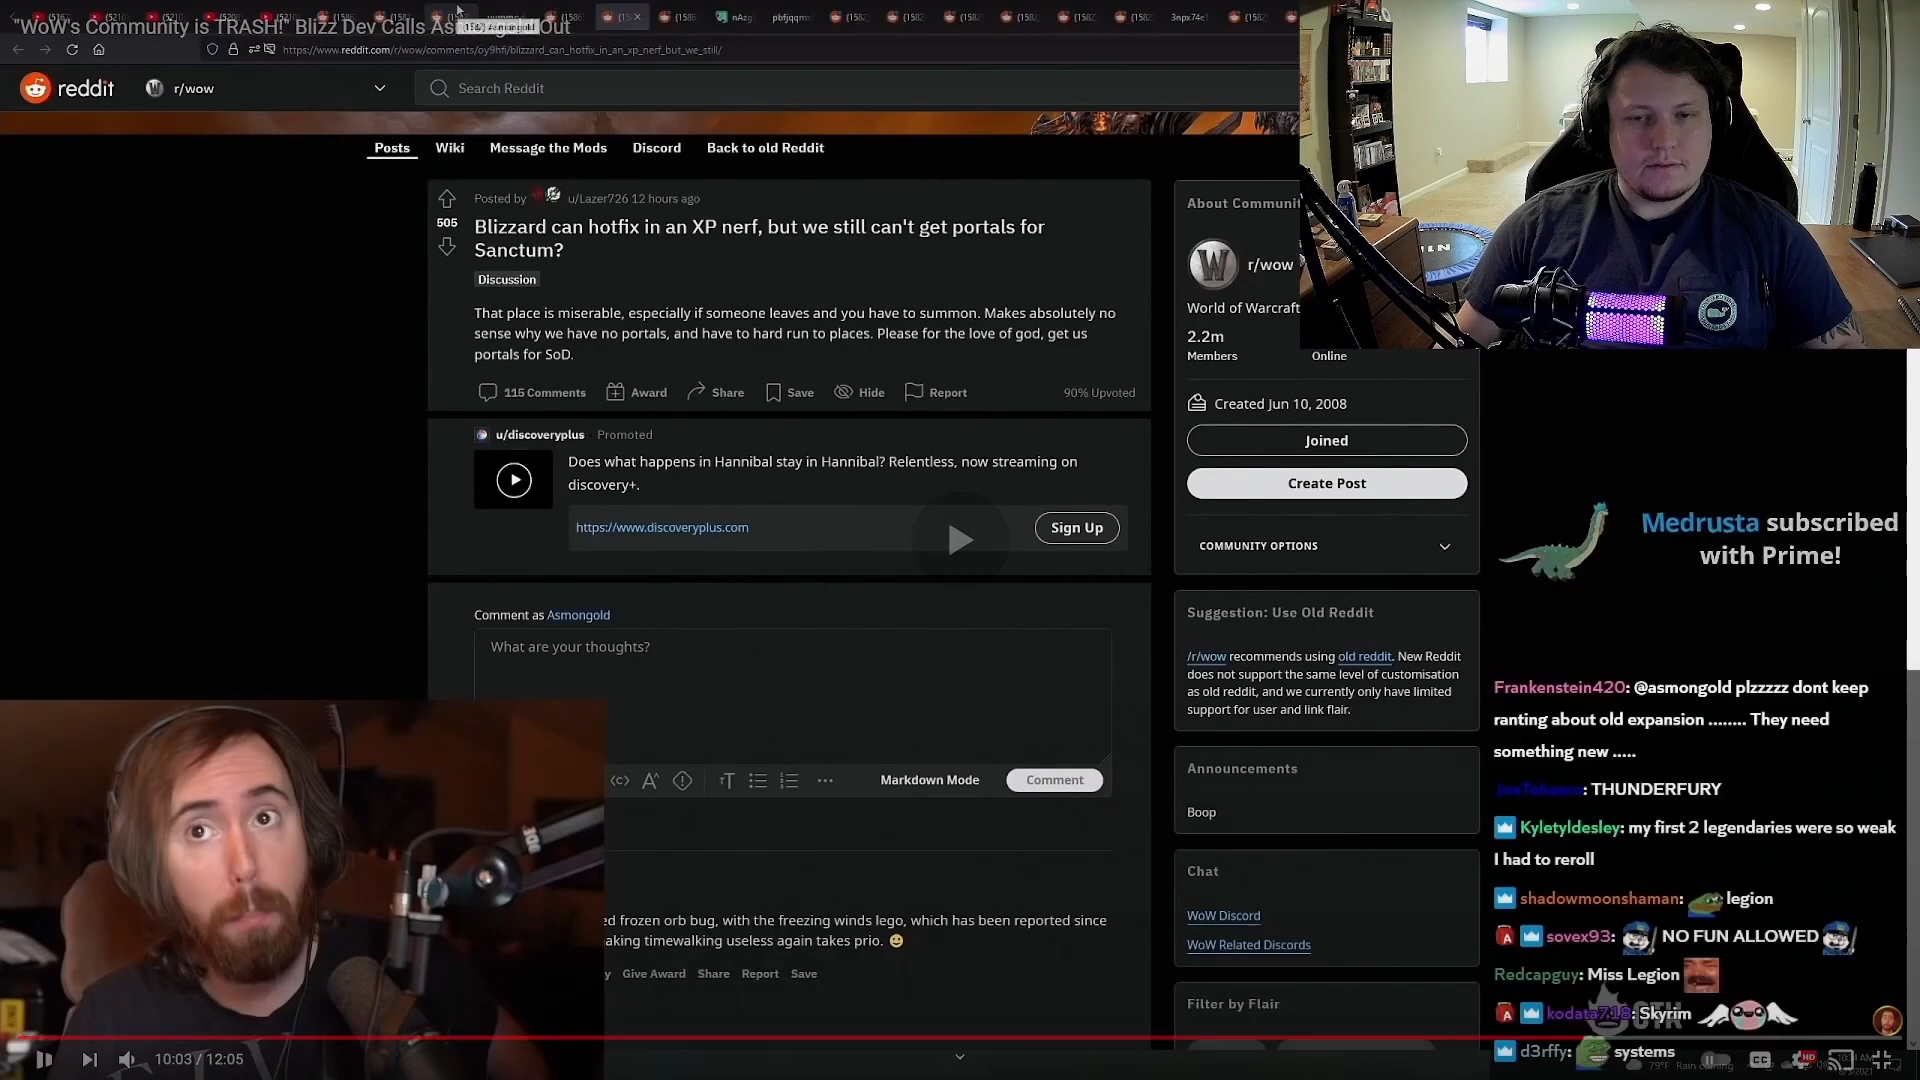 "WoW's Community is TRASH!" Blizz Dev Calls As
Out
https://www.reddit.com/r/wow/comments/oy9hfi/blizzard_can_hotfix_in_an_xp_nerf_but_we_still/
reddit
r/wow
Search Reddit
Posts
Wiki
Message the Mods
Discord
Back to old Reddit
Posted by u/Lazer726 12 hours ago
505
Blizzard can hotfix in an XP nerf, but we still can't get portals for
Sanctum?
Discussion
That place is miserable, especially if someone leaves and you have to summon. Makes absolutely no
sense why we have no portals, and have to hard run to places. Please for the love of god, get us
portals for SoD.
115 Comments
Award
Share
Save
Hide
Report
90% Upvoted
u/discoveryplus Promoted
Does what happens in Hannibal stay in Hannibal? Relentless, now streaming on
discovery+.
https://www.discoveryplus.com
Sign Up
Comment as Asmongold
What are your thoughts?
Markdown Mode
Comment
ed frozen orb bug, with the freezing winds lego, which has been reported since
aking timewalking useless again takes prio.
y Give Award Share Report Save
About Communit
r/wow
World of Warcraft
2.2m
Members
Online
Created Jun 10, 2008
Joined
Create Post
COMMUNITY OPTIONS
Suggestion: Use Old Reddit
/r/wow recommends using old reddit. New Reddit
does not support the same level of customisation
as old reddit, and we currently only have limited
support for user and link flair.
Announcements
Boop
Chat
WoW Discord
WoW Related Discords
Filter by Flair
Medrusta subscribed
with Prime!
Frankenstein420: @asmongold plzzzzz dont keep
ranting about old expansion ........ They need
something new .....
JoeTobacco: THUNDERFURY
Kyletyldesley: my first 2 legendaries were so weak
I had to reroll
shadowmoonshaman: legion
sovex93: NO FUN ALLOWED
Redcapguy: Miss Legion
kodata718: Skyrim
d3rffy: systems
10:03 / 12:05
CC
HD
79°F